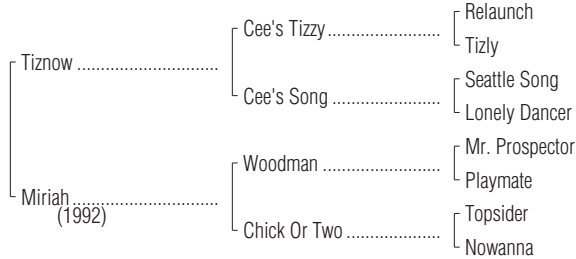 Relaunch
Cee's Tizzy
Tizly
Tiznow
Seattle Song
Cee's Song
Lonely Dancer
Mr. Prospector
Woodman
Playmate
Miriah
(1992)
Topsider
Chick Or Two
Nowanna